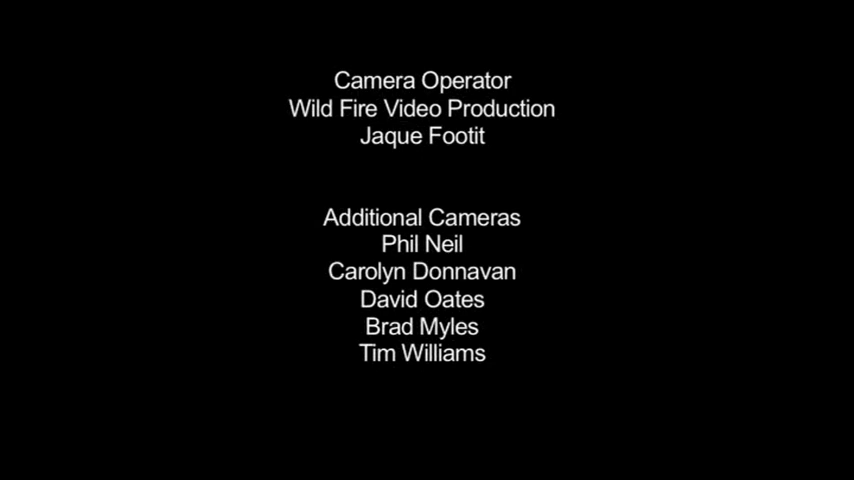 Camera Operator
Wild Fire Video Production
Jaque Footit
Additional Cameras
Phil Neil
Carolyn Donnavan
David Oates
Brad Myles
Tim Williams